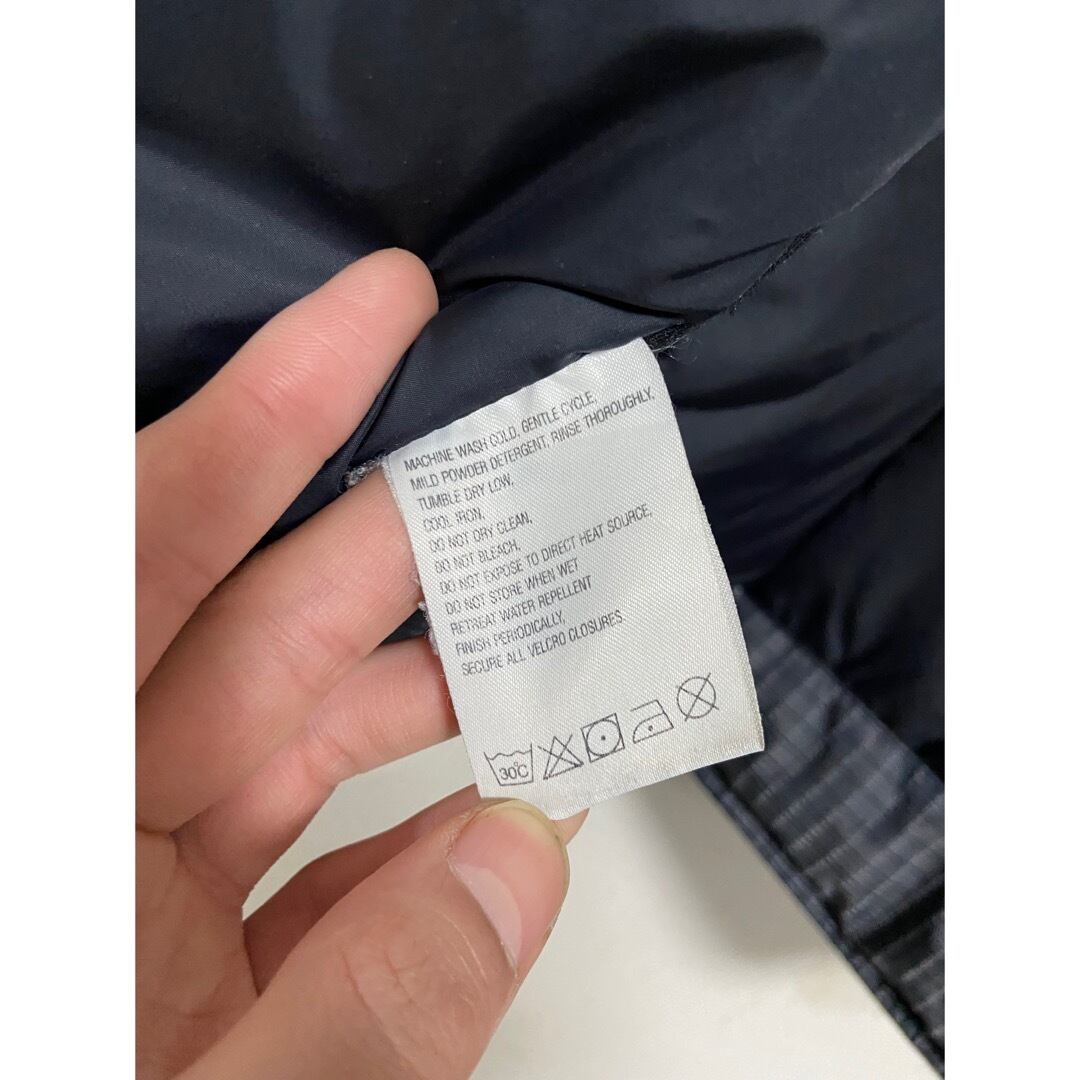 MACHINE WASH COLD, GENTLE CYCLE,
MILD POWDER DETERGENT, RINSE THOROUGHLY,
TUMBLE DRY LOW,
COOL IRON,
DO NOT DRY CLEAN,
DO NOT BLEACH,
DO NOT EXPOSE TO DIRECT HEAT SOURCE,
DO NOT STORE WHEN WET
RETREAT WATER REPELLENT
FINISH PERIODICALLY,
SECURE ALL VELCRO CLOSURES
30°C